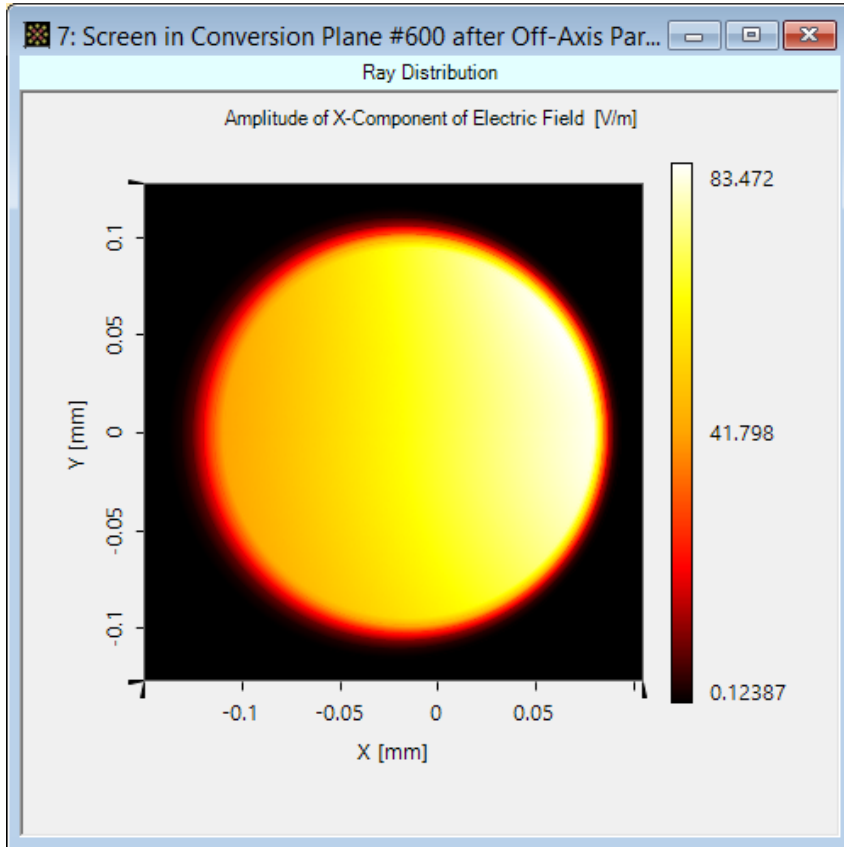 7: Screen in Conversion Plane #600 after Off-Axis Par...
Ray Distribution
Amplitude of X-Component of Electric Field [V/m]
83.472
41.798
0.12387
Y [mm]
0.1
0.05
0
-0.05
-0.1
-0.1
-0.05
0
0.05
X [mm]